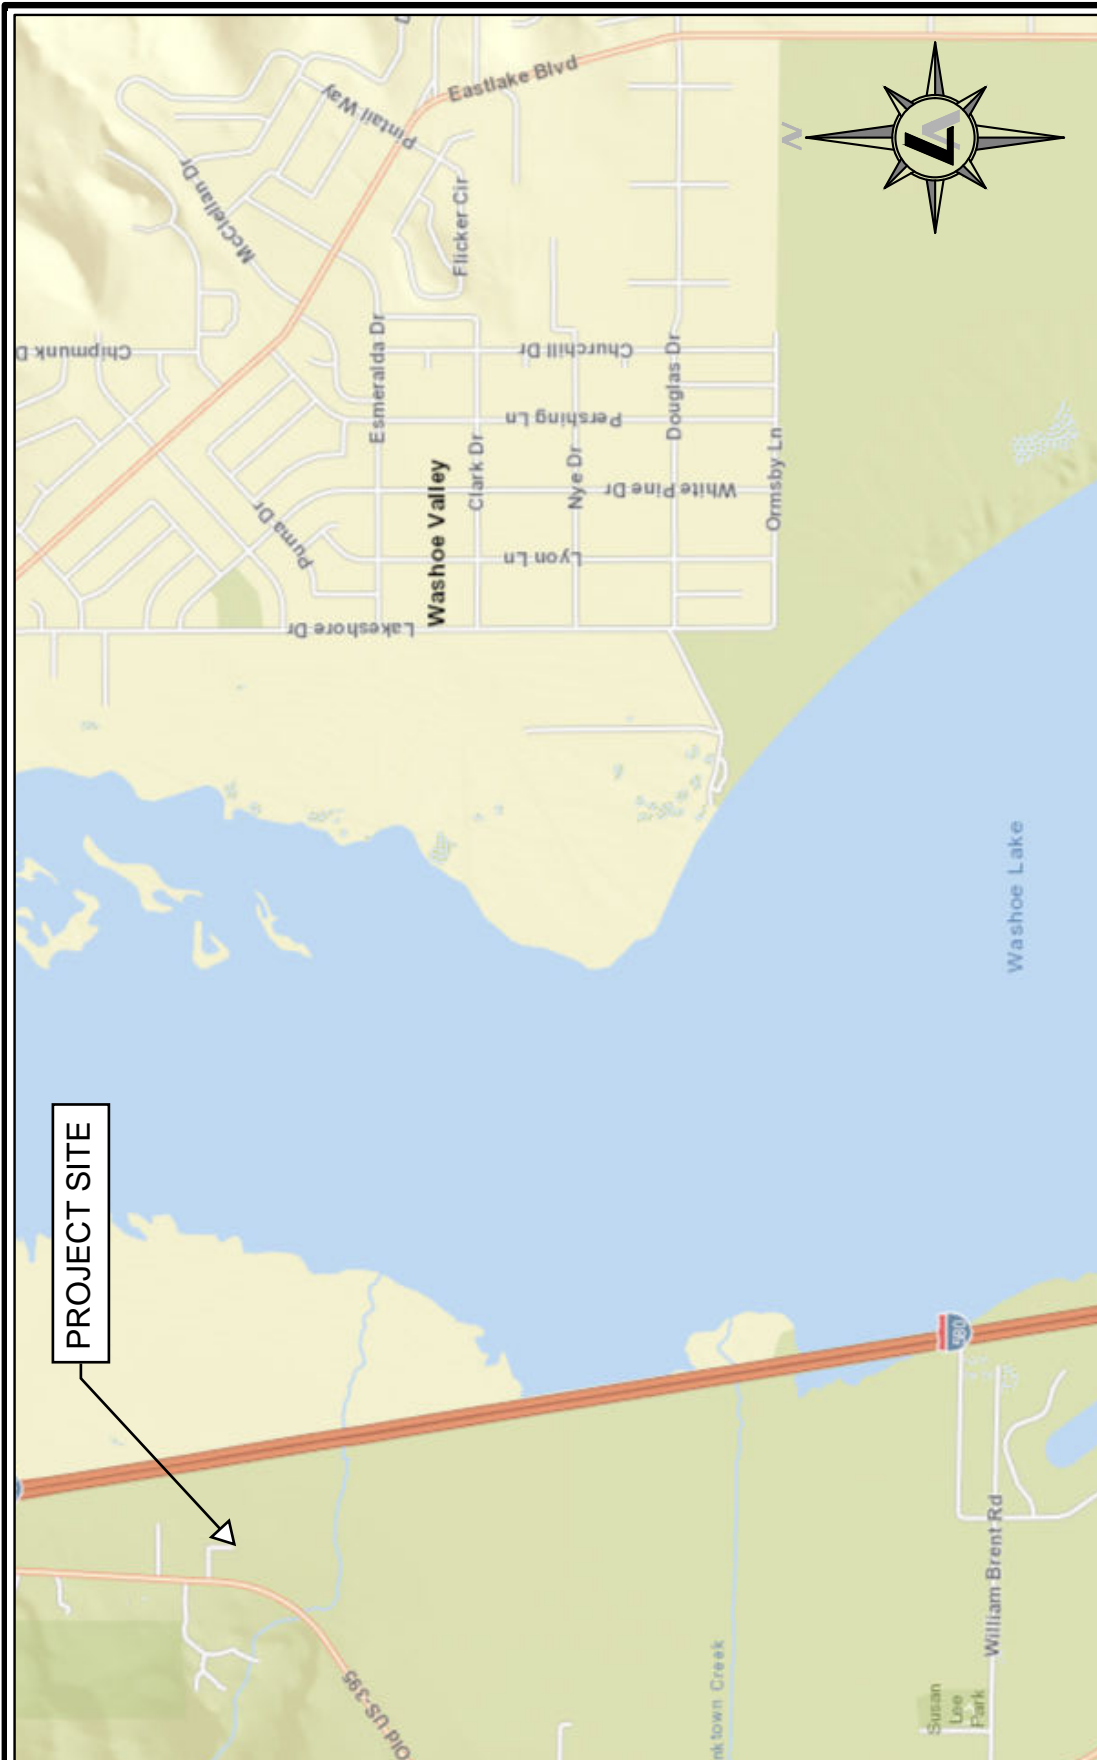 PROJECT SITE
Old US-395
Susan
Lee
Park
William Brent Rd
580
Washoe Lake
Lakeshore Dr
Washoe Valley
Puma Dr
Lyon Ln
White Pine Dr
Pershing Ln
Churchill Dr
Esmeralda Dr
Clark Dr
Nye Dr
Douglas Dr
Ormsby Ln
Chipmunk D
McClellan Dr
Pintail Way
Flicker Cir
Eastlake Blvd
D
nktown Creek
N